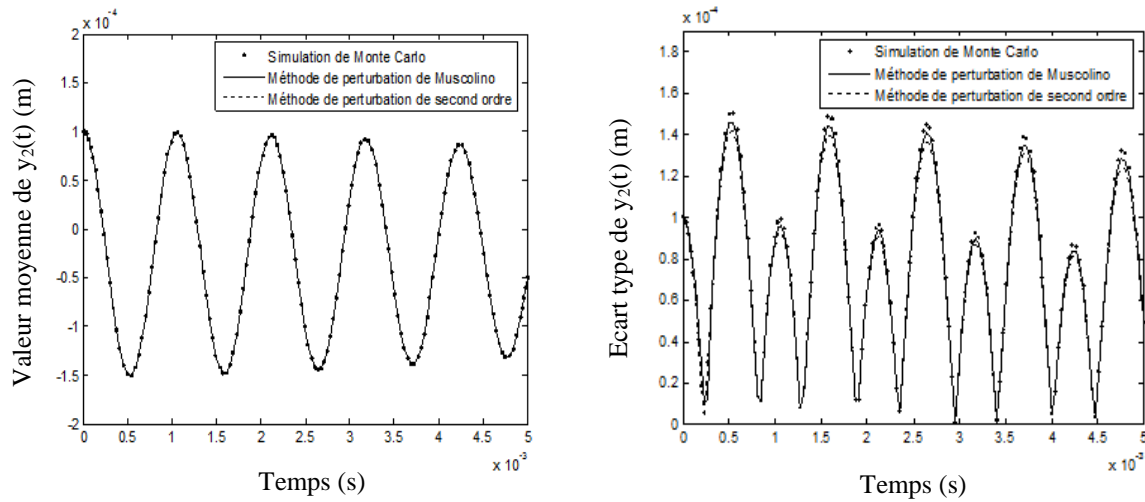 x 10⁻⁴
2
1.5
1
0.5
0
-0.5
-1
-1.5
-2
Valeur moyenne de y₂(t) (m)
Simulation de Monte Carlo
Méthode de perturbation de Muscolino
Méthode de perturbation de second ordre
0 0.5 1 1.5 2 2.5 3 3.5 4 4.5 5
x 10⁻³
Temps (s)
x 10⁻⁴
1.8
1.6
1.4
1.2
1
0.8
0.6
0.4
0.2
0
Ecart type de y₂(t) (m)
Simulation de Monte Carlo
Méthode de perturbation de Muscolino
Méthode de perturbation de second ordre
0 0.5 1 1.5 2 2.5 3 3.5 4 4.5 5
x 10⁻³
Temps (s)